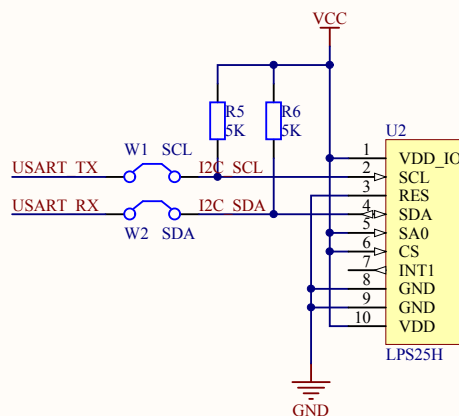 VCC
R5
5K
R6
5K
U2
W1 SCL
USART_TX
I2C_SCL
USART_RX
I2C_SDA
W2 SDA
1 VDD_IO
2 SCL
3 RES
4 SDA
5 SA0
6 CS
7 INT1
8 GND
9 GND
10 VDD
LPS25H
GND